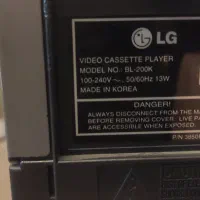 LG
VIDEO CASSETTE PLAYER
MODEL NO.: BL-200K
100-240V ~, 50/60Hz 13W
MADE IN KOREA
DANGER!
ALWAYS DISCONNECT FROM THE MA
BEFORE REMOVING COVER. LIVE PA
ARE ACCESSIBLE WHEN EXPOSED.
P/N 3850R